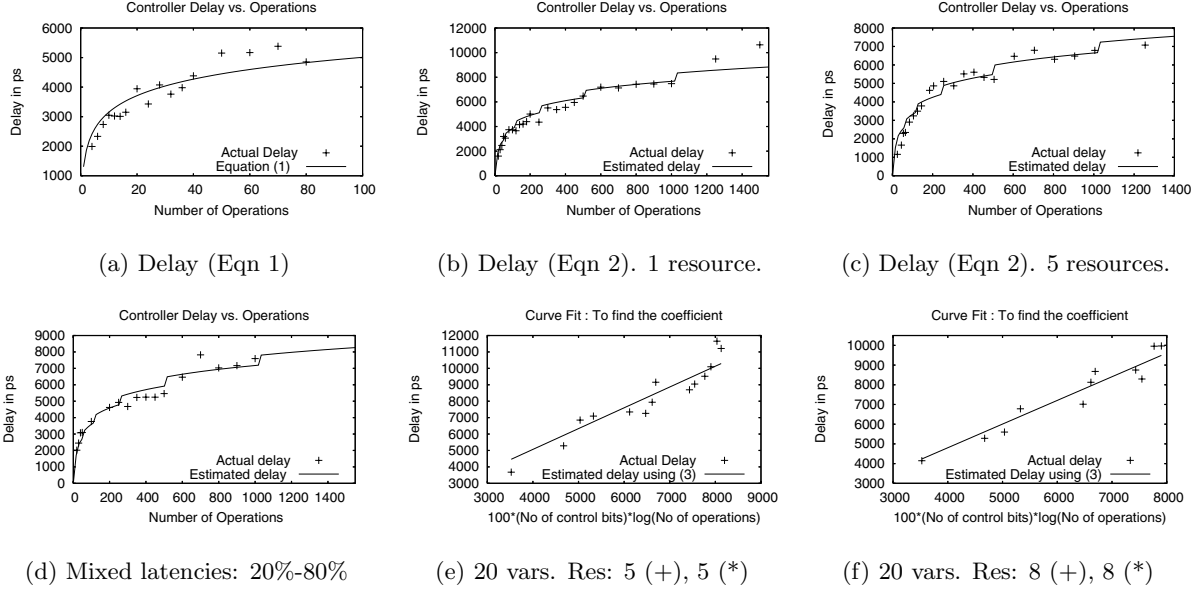 Controller Delay vs. Operations
6000
5000
4000
3000
2000
1000
Delay in ps
Actual Delay
Equation (1)
0 20 40 60 80 100
Number of Operations
(a) Delay (Eqn 1)
Controller Delay vs. Operations
12000
10000
8000
6000
4000
2000
0
Delay in ps
Actual delay
Estimated delay
0 200 400 600 800 1000 1200 1400
Number of Operations
(b) Delay (Eqn 2). 1 resource.
Controller Delay vs. Operations
8000
7000
6000
5000
4000
3000
2000
1000
0
Delay in ps
Actual delay
Estimated delay
0 200 400 600 800 1000 1200 1400
Number of Operations
(c) Delay (Eqn 2). 5 resources.
Controller Delay vs. Operations
9000
8000
7000
6000
5000
4000
3000
2000
1000
0
Delay in ps
Actual delay
Estimated delay
0 200 400 600 800 1000 1200 1400
Number of Operations
(d) Mixed latencies: 20%-80%
Curve Fit : To find the coefficient
12000
11000
10000
9000
8000
7000
6000
5000
4000
3000
Delay in ps
Actual Delay
Estimated delay using (3)
3000 4000 5000 6000 7000 8000 9000
100*(No of control bits)*log(No of operations)
(e) 20 vars. Res: 5 (+), 5 (*)
Curve Fit : To find the coefficient
10000
9000
8000
7000
6000
5000
4000
3000
Delay in ps
Actual delay
Estimated Delay using (3)
3000 4000 5000 6000 7000 8000
100*(No of control bits)*log(No of operations)
(f) 20 vars. Res: 8 (+), 8 (*)